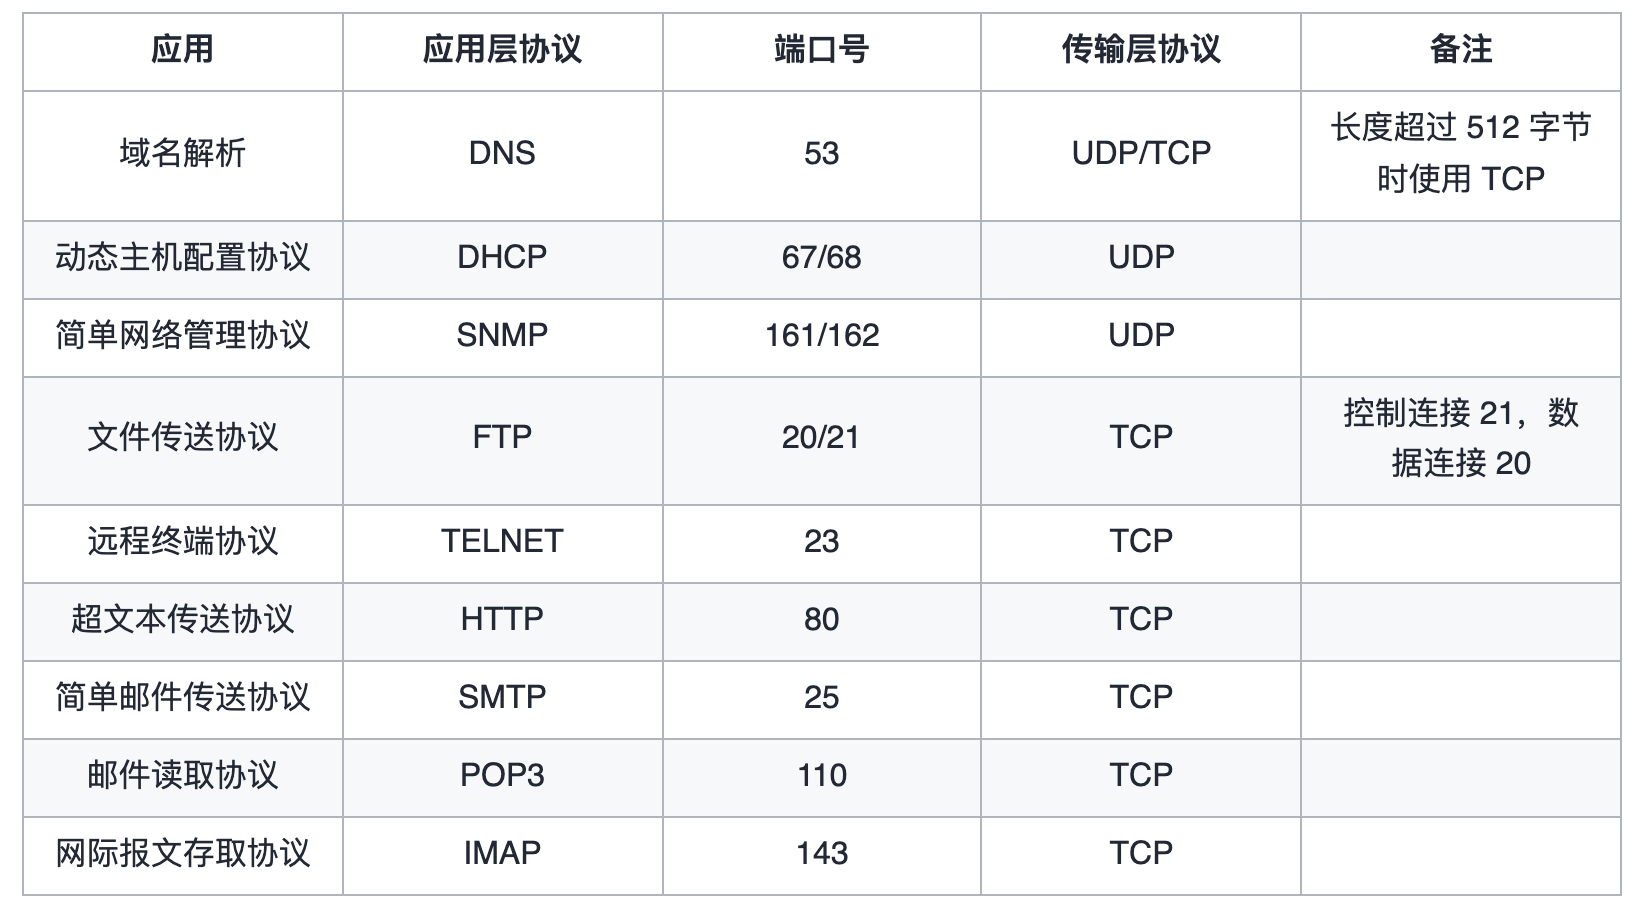 应用 应用层协议 端口号 传输层协议 备注
域名解析 DNS 53 UDP/TCP 长度超过 512 字节
时使用 TCP
动态主机配置协议 DHCP 67/68 UDP
简单网络管理协议 SNMP 161/162 UDP
文件传送协议 FTP 20/21 TCP 控制连接 21，数
据连接 20
远程终端协议 TELNET 23 TCP
超文本传送协议 HTTP 80 TCP
简单邮件传送协议 SMTP 25 TCP
邮件读取协议 POP3 110 TCP
网际报文存取协议 IMAP 143 TCP